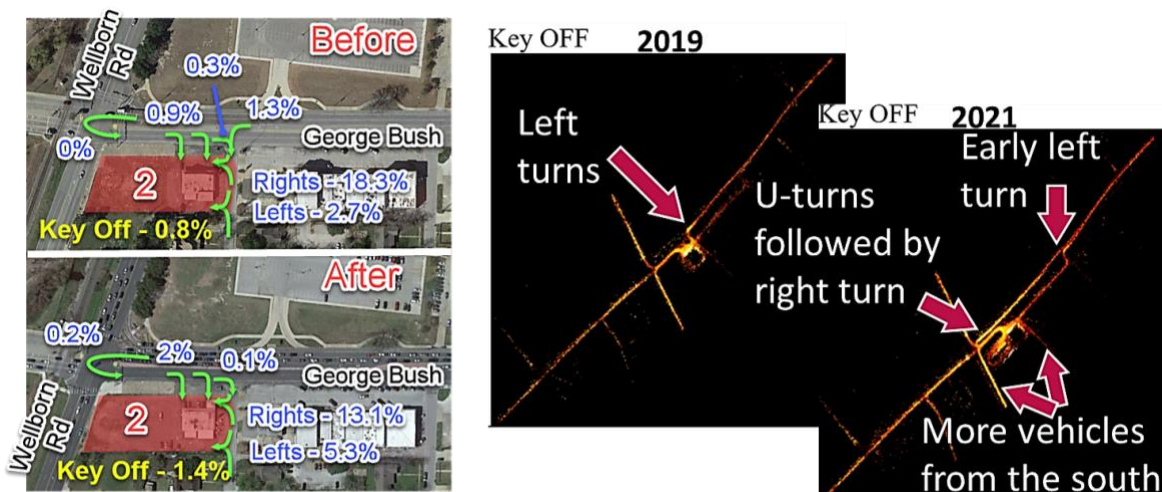 Before
Wellborn
Rd
0.3%
0.9%
1.3%
George Bush
0%
2
Rights - 18.3%
Lefts - 2.7%
Key Off - 0.8%
After
0.2%
2%
0.1%
George Bush
Wellborn
Rd
2
Rights - 13.1%
Lefts - 5.3%
Key Off - 1.4%
Key OFF 2019
Left
turns
Key OFF 2021
Early left
turn
U-turns
followed by
right turn
More vehicles
from the south